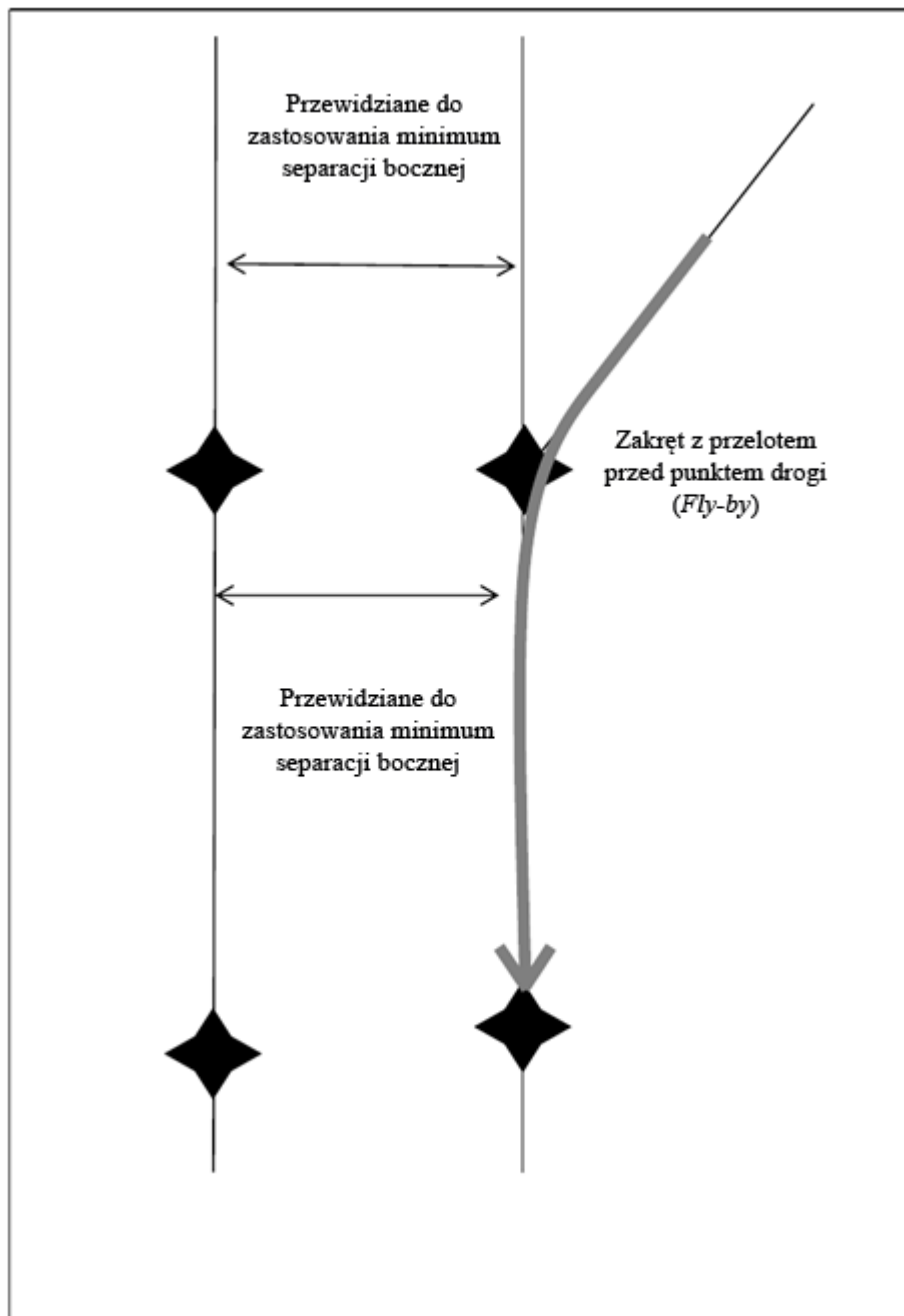 Przewidziane do
zastosowania minimum
separacji bocznej
Zakręt z przelotem
przed punktem drogi
(Fly-by)
Przewidziane do
zastosowania minimum
separacji bocznej